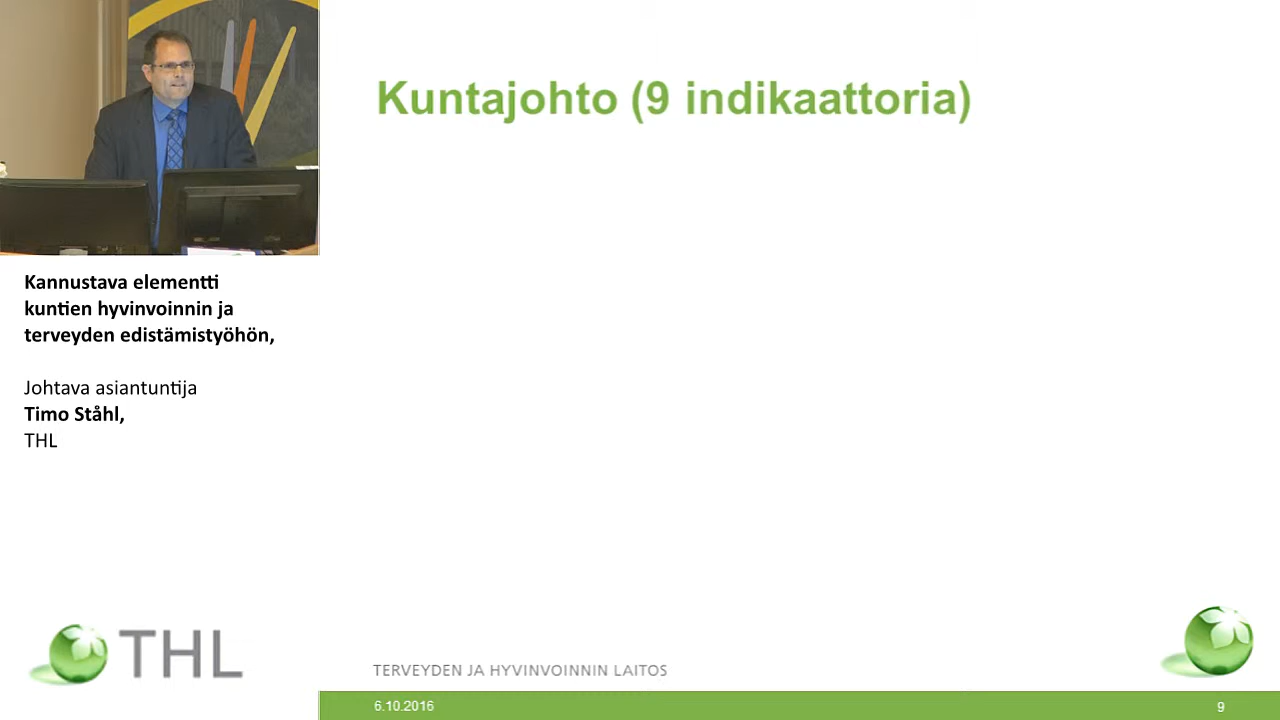 Kuntajohto (9 indikaattoria)
Kannustava elementti
kuntien hyvinvoinnin ja
terveyden edistämistyöhön,
Johtava asiantuntija
Timo Ståhl,
THL
THL
TERVEYDEN JA HYVINVOINNIN LAITOS
6.10.2016
9